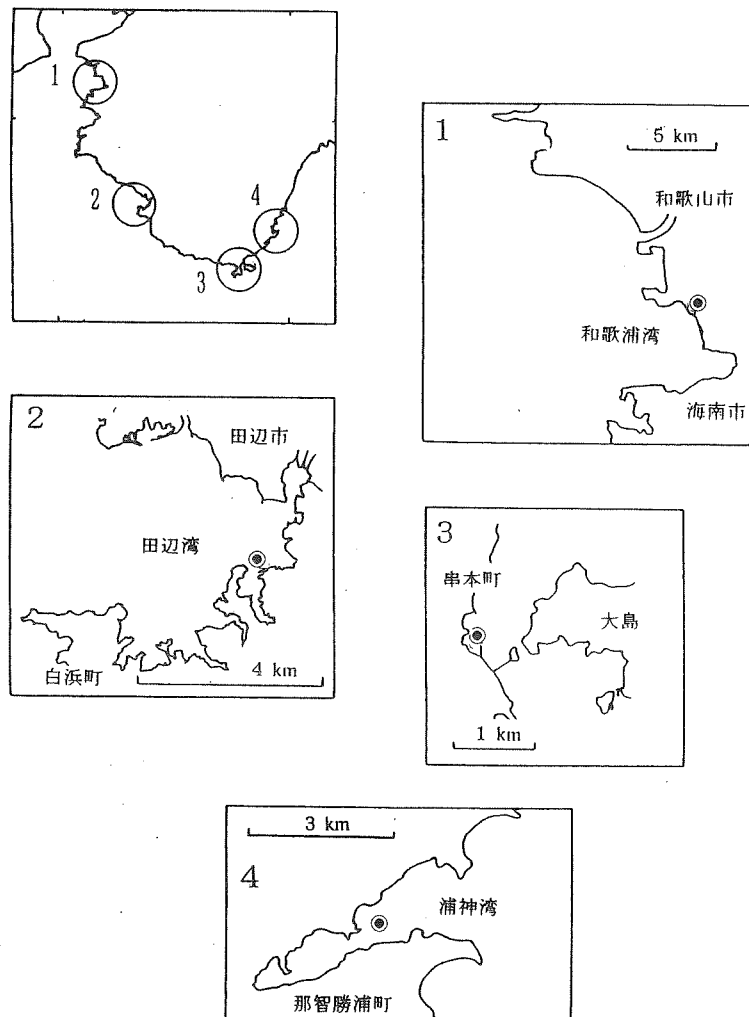 1
2
3
4
1
5 km
和歌山市
和歌浦湾
海南市
2
田辺市
田辺湾
白浜町
4 km
3
串本町
大島
1 km
3 km
4
浦神湾
那智勝浦町